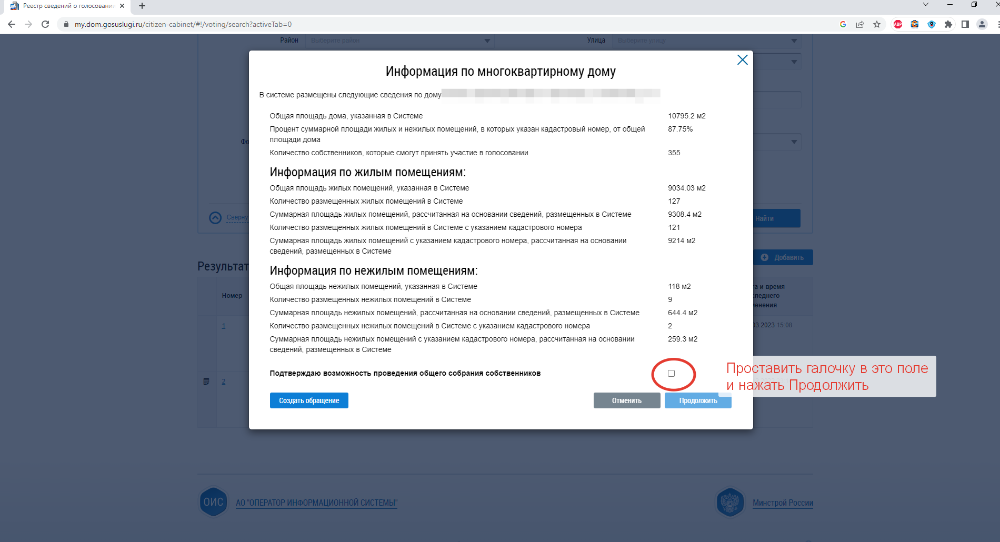 Реестр сведений о голосовании
my.dom.gosuslugi.ru/citizen-cabinet/#!/voting/search?activeTab=0
Район
Выберите район
Улица
Выберите улицу
Информация по многоквартирному дому
В системе размещены следующие сведения по дому
Общая площадь дома, указанная в Системе 10795.2 м2
Процент суммарной площади жилых и нежилых помещений, в которых указан кадастровый номер, от общей 87.75%
площади дома
Количество собственников, которые смогут принять участие в голосовании 355
Информация по жилым помещениям:
Общая площадь жилых помещений, указанная в Системе 9034.03 м2
Количество размещенных жилых помещений в Системе 127
Суммарная площадь жилых помещений, рассчитанная на основании сведений, размещенных в Системе 9308.4 м2
Количество размещенных жилых помещений в Системе с указанием кадастрового номера 121
Суммарная площадь жилых помещений с указанием кадастрового номера, рассчитанная на основании 9214 м2
сведений, размещенных в Системе
Информация по нежилым помещениям:
Общая площадь нежилых помещений, указанная в Системе 118 м2
Количество размещенных нежилых помещений в Системе 9
Суммарная площадь нежилых помещений, рассчитанная на основании сведений, размещенных в Системе 644.4 м2
Количество размещенных нежилых помещений в Системе с указанием кадастрового номера 2
Суммарная площадь нежилых помещений с указанием кадастрового номера, рассчитанная на основании 259.3 м2
сведений, размещенных в Системе
Подтверждаю возможность проведения общего собрания собственников
Создать обращение
Отменить
Продолжить
Проставить галочку в это поле
и нажать Продолжить
Фо
Сверну
Найти
Результат
Добавить
Номер
та и время
следнего
менения
1
03.2023 15:08
2
ОИС
АО "ОПЕРАТОР ИНФОРМАЦИОННОЙ СИСТЕМЫ"
Минстрой России
ABP